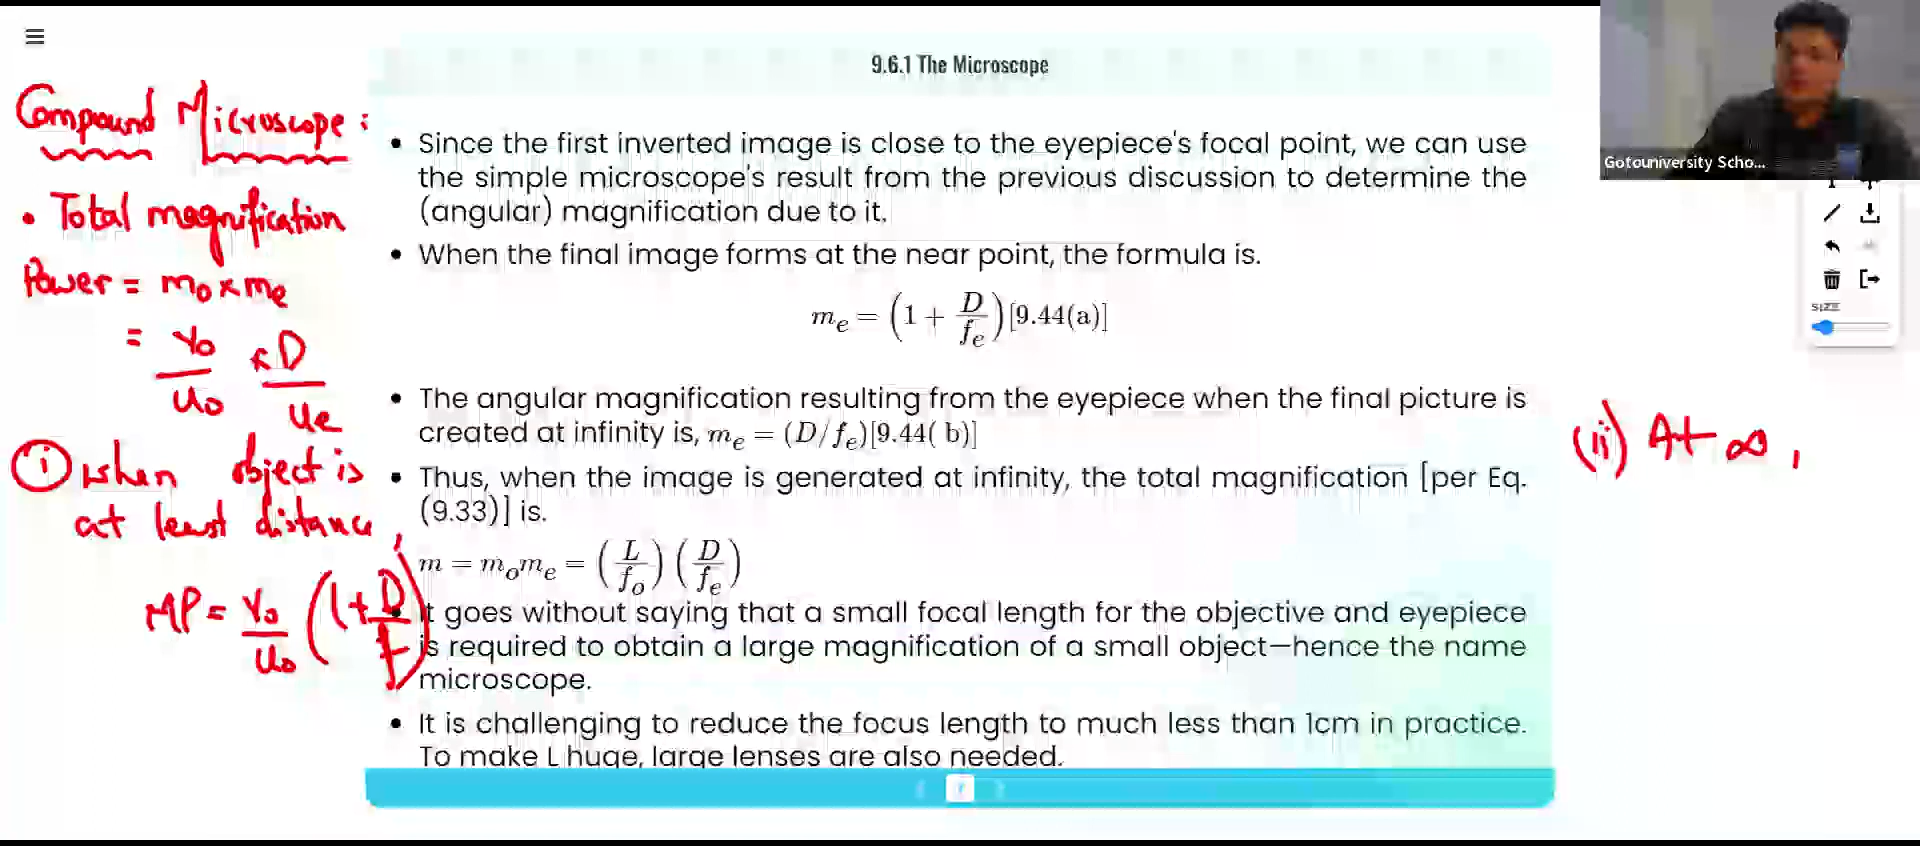 9.6.1 The Microscope
Gotouniversity Scho...
Compound Microscope:
• Total magnification
Power = mo x me
= vo/uo x D/ue
(i) when object is
at least distance,
MP = vo/uo (1+D/f)
• Since the first inverted image is close to the eyepiece's focal point, we can use
the simple microscope's result from the previous discussion to determine the
(angular) magnification due to it.
• When the final image forms at the near point, the formula is.
m_e = (1 + D/f_e)[9.44(a)]
• The angular magnification resulting from the eyepiece when the final picture is
created at infinity is, m_e = (D/f_e)[9.44( b)]
• Thus, when the image is generated at infinity, the total magnification [per Eq.
(9.33)] is.
m = m_o m_e = (L/f_o) (D/f_e)
• It goes without saying that a small focal length for the objective and eyepiece
is required to obtain a large magnification of a small object—hence the name
microscope.
• It is challenging to reduce the focus length to much less than 1cm in practice.
To make L huge, large lenses are also needed.
(ii) At ∞,
SIZE